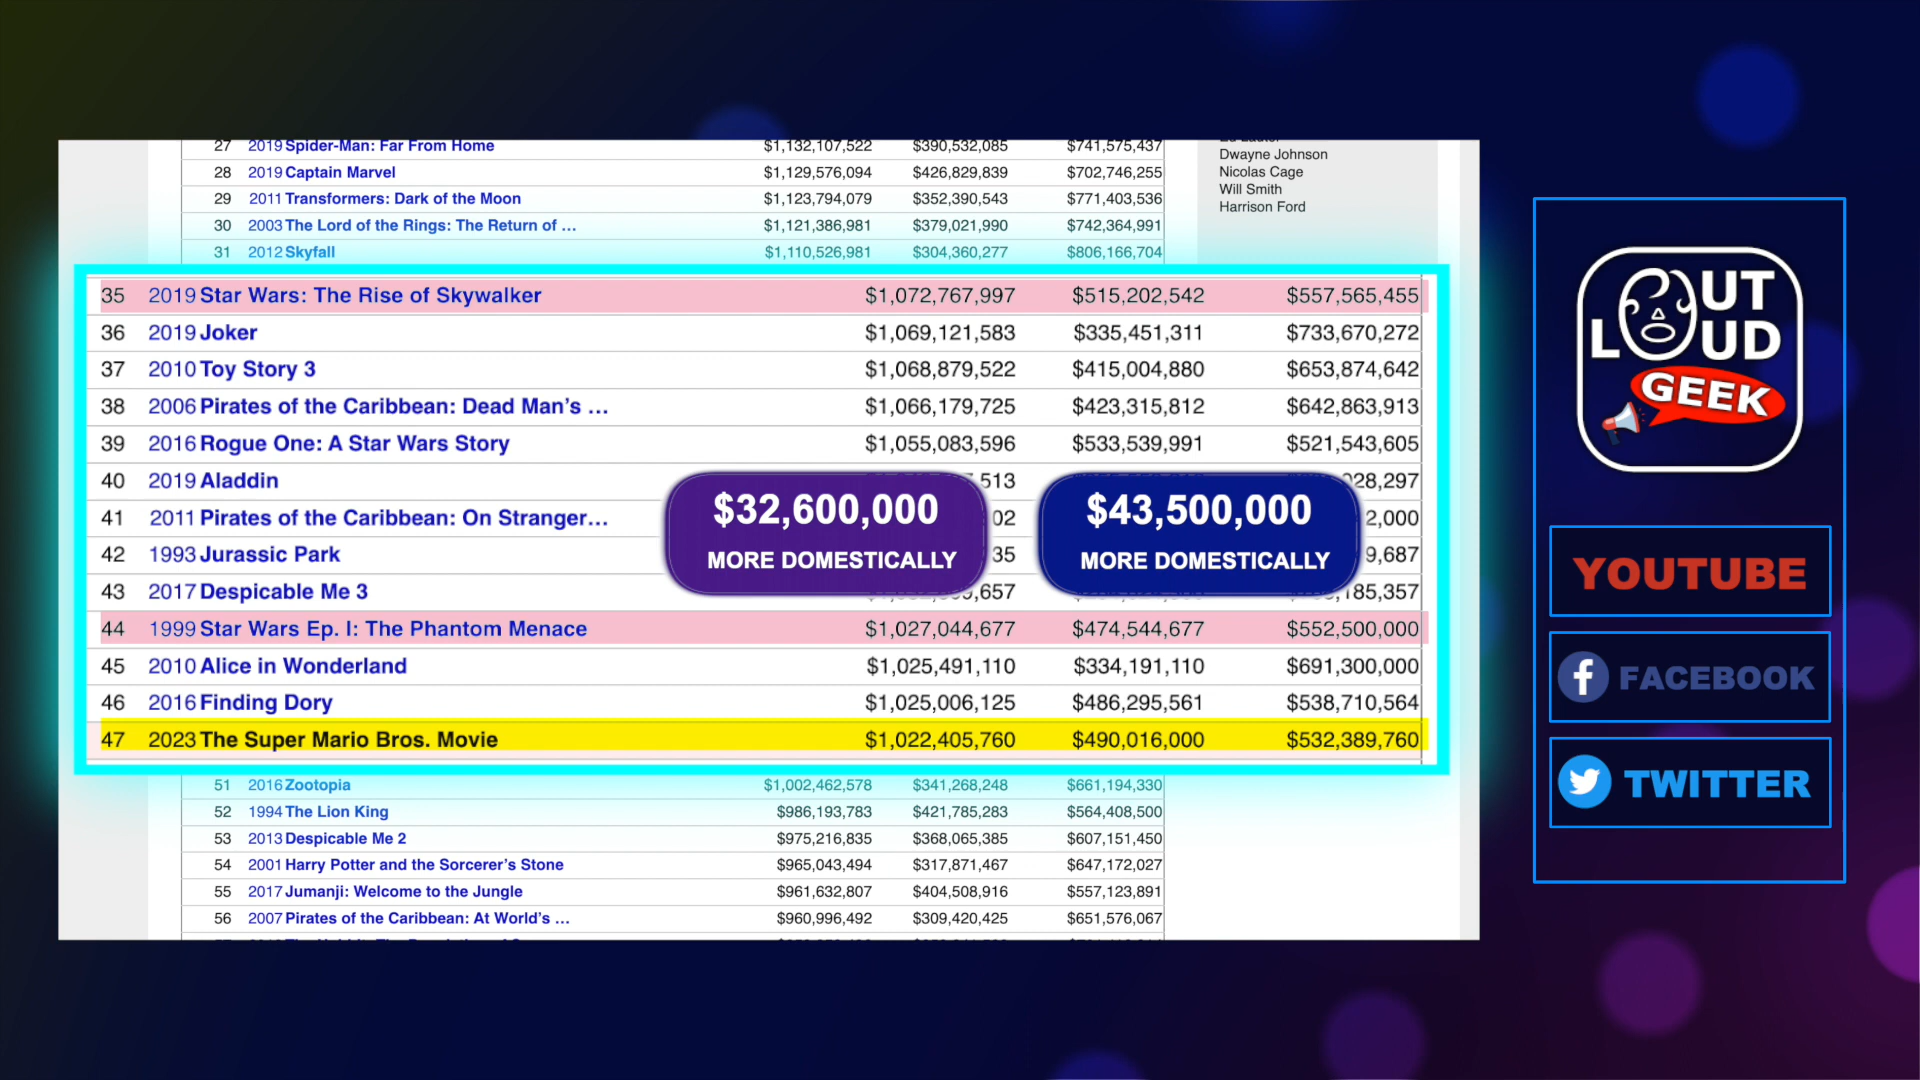 27 2019 Spider-Man: Far From Home $1,132,107,522 $390,532,085 $741,575,437
28 2019 Captain Marvel $1,129,576,094 $426,829,839 $702,746,255
29 2011 Transformers: Dark of the Moon $1,123,794,079 $352,390,543 $771,403,536
30 2003 The Lord of the Rings: The Return of ... $1,121,386,981 $379,021,990 $742,364,991
31 2012 Skyfall $1,110,526,981 $304,360,277 $806,166,704
Dwayne Johnson
Nicolas Cage
Will Smith
Harrison Ford
35 2019 Star Wars: The Rise of Skywalker $1,072,767,997 $515,202,542 $557,565,455
36 2019 Joker $1,069,121,583 $335,451,311 $733,670,272
37 2010 Toy Story 3 $1,068,879,522 $415,004,880 $653,874,642
38 2006 Pirates of the Caribbean: Dead Man's ... $1,066,179,725 $423,315,812 $642,863,913
39 2016 Rogue One: A Star Wars Story $1,055,083,596 $533,539,991 $521,543,605
40 2019 Aladdin 513 28,297
41 2011 Pirates of the Caribbean: On Stranger... 02 2,000
42 1993 Jurassic Park 35 9,687
43 2017 Despicable Me 3 ,657 ,185,357
$32,600,000
MORE DOMESTICALLY
$43,500,000
MORE DOMESTICALLY
44 1999 Star Wars Ep. I: The Phantom Menace $1,027,044,677 $474,544,677 $552,500,000
45 2010 Alice in Wonderland $1,025,491,110 $334,191,110 $691,300,000
46 2016 Finding Dory $1,025,006,125 $486,295,561 $538,710,564
47 2023 The Super Mario Bros. Movie $1,022,405,760 $490,016,000 $532,389,760
51 2016 Zootopia $1,002,462,578 $341,268,248 $661,194,330
52 1994 The Lion King $986,193,783 $421,785,283 $564,408,500
53 2013 Despicable Me 2 $975,216,835 $368,065,385 $607,151,450
54 2001 Harry Potter and the Sorcerer's Stone $965,043,494 $317,871,467 $647,172,027
55 2017 Jumanji: Welcome to the Jungle $961,632,807 $404,508,916 $557,123,891
56 2007 Pirates of the Caribbean: At World's ... $960,996,492 $309,420,425 $651,576,067
OUT
LOUD
GEEK
YOUTUBE
f FACEBOOK
TWITTER